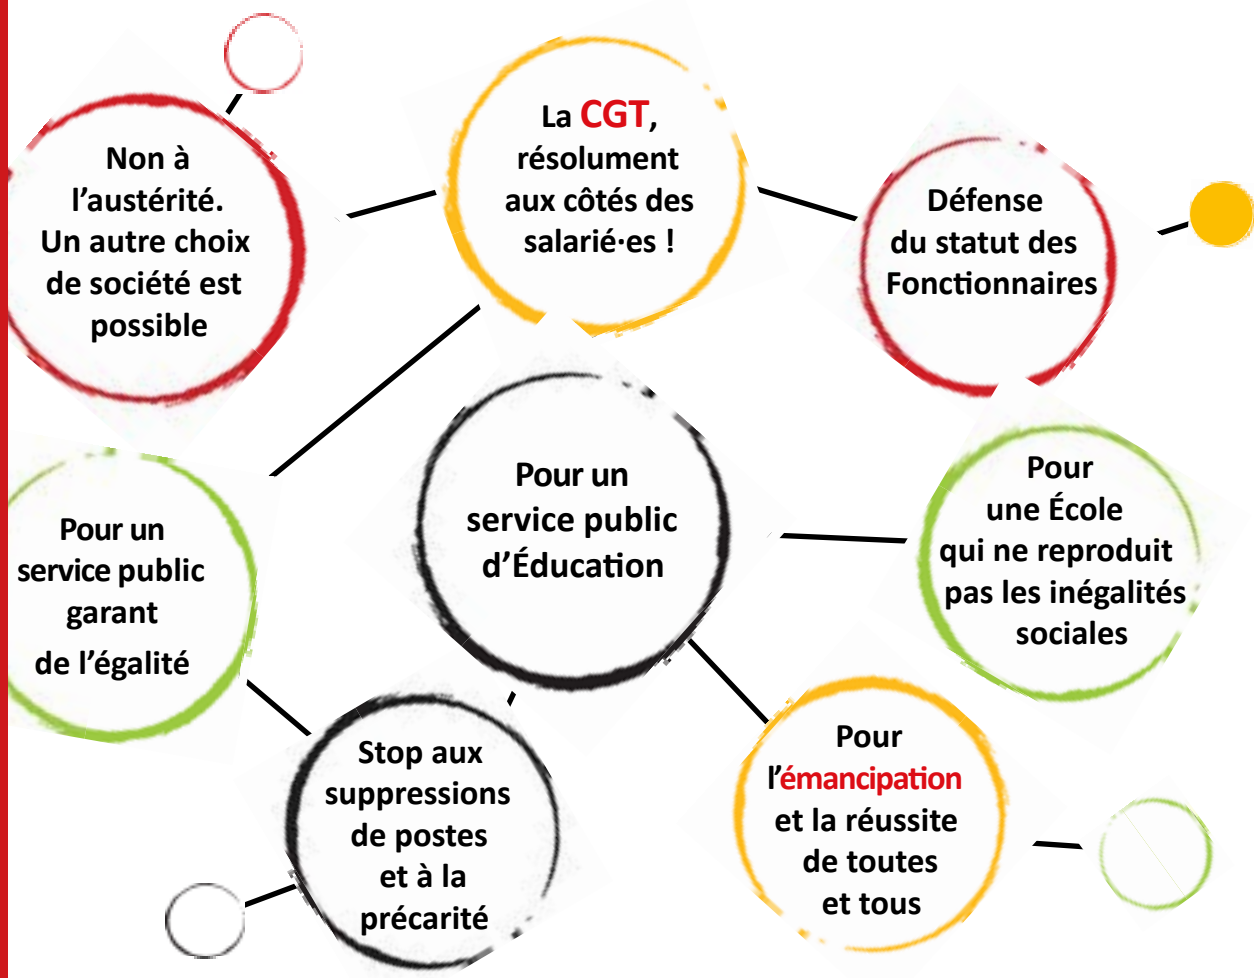 Non à
l'austérité.
Un autre choix
de société est
possible
La CGT,
résolument
aux côtés des
salarié·es !
Défense
du statut des
Fonctionnaires
Pour un
service public
garant
de l'égalité
Pour un
service public
d'Éducation
Pour
une École
qui ne reproduit
pas les inégalités
sociales
Stop aux
suppressions
de postes
et à la
précarité
Pour
l'émancipation
et la réussite
de toutes
et tous